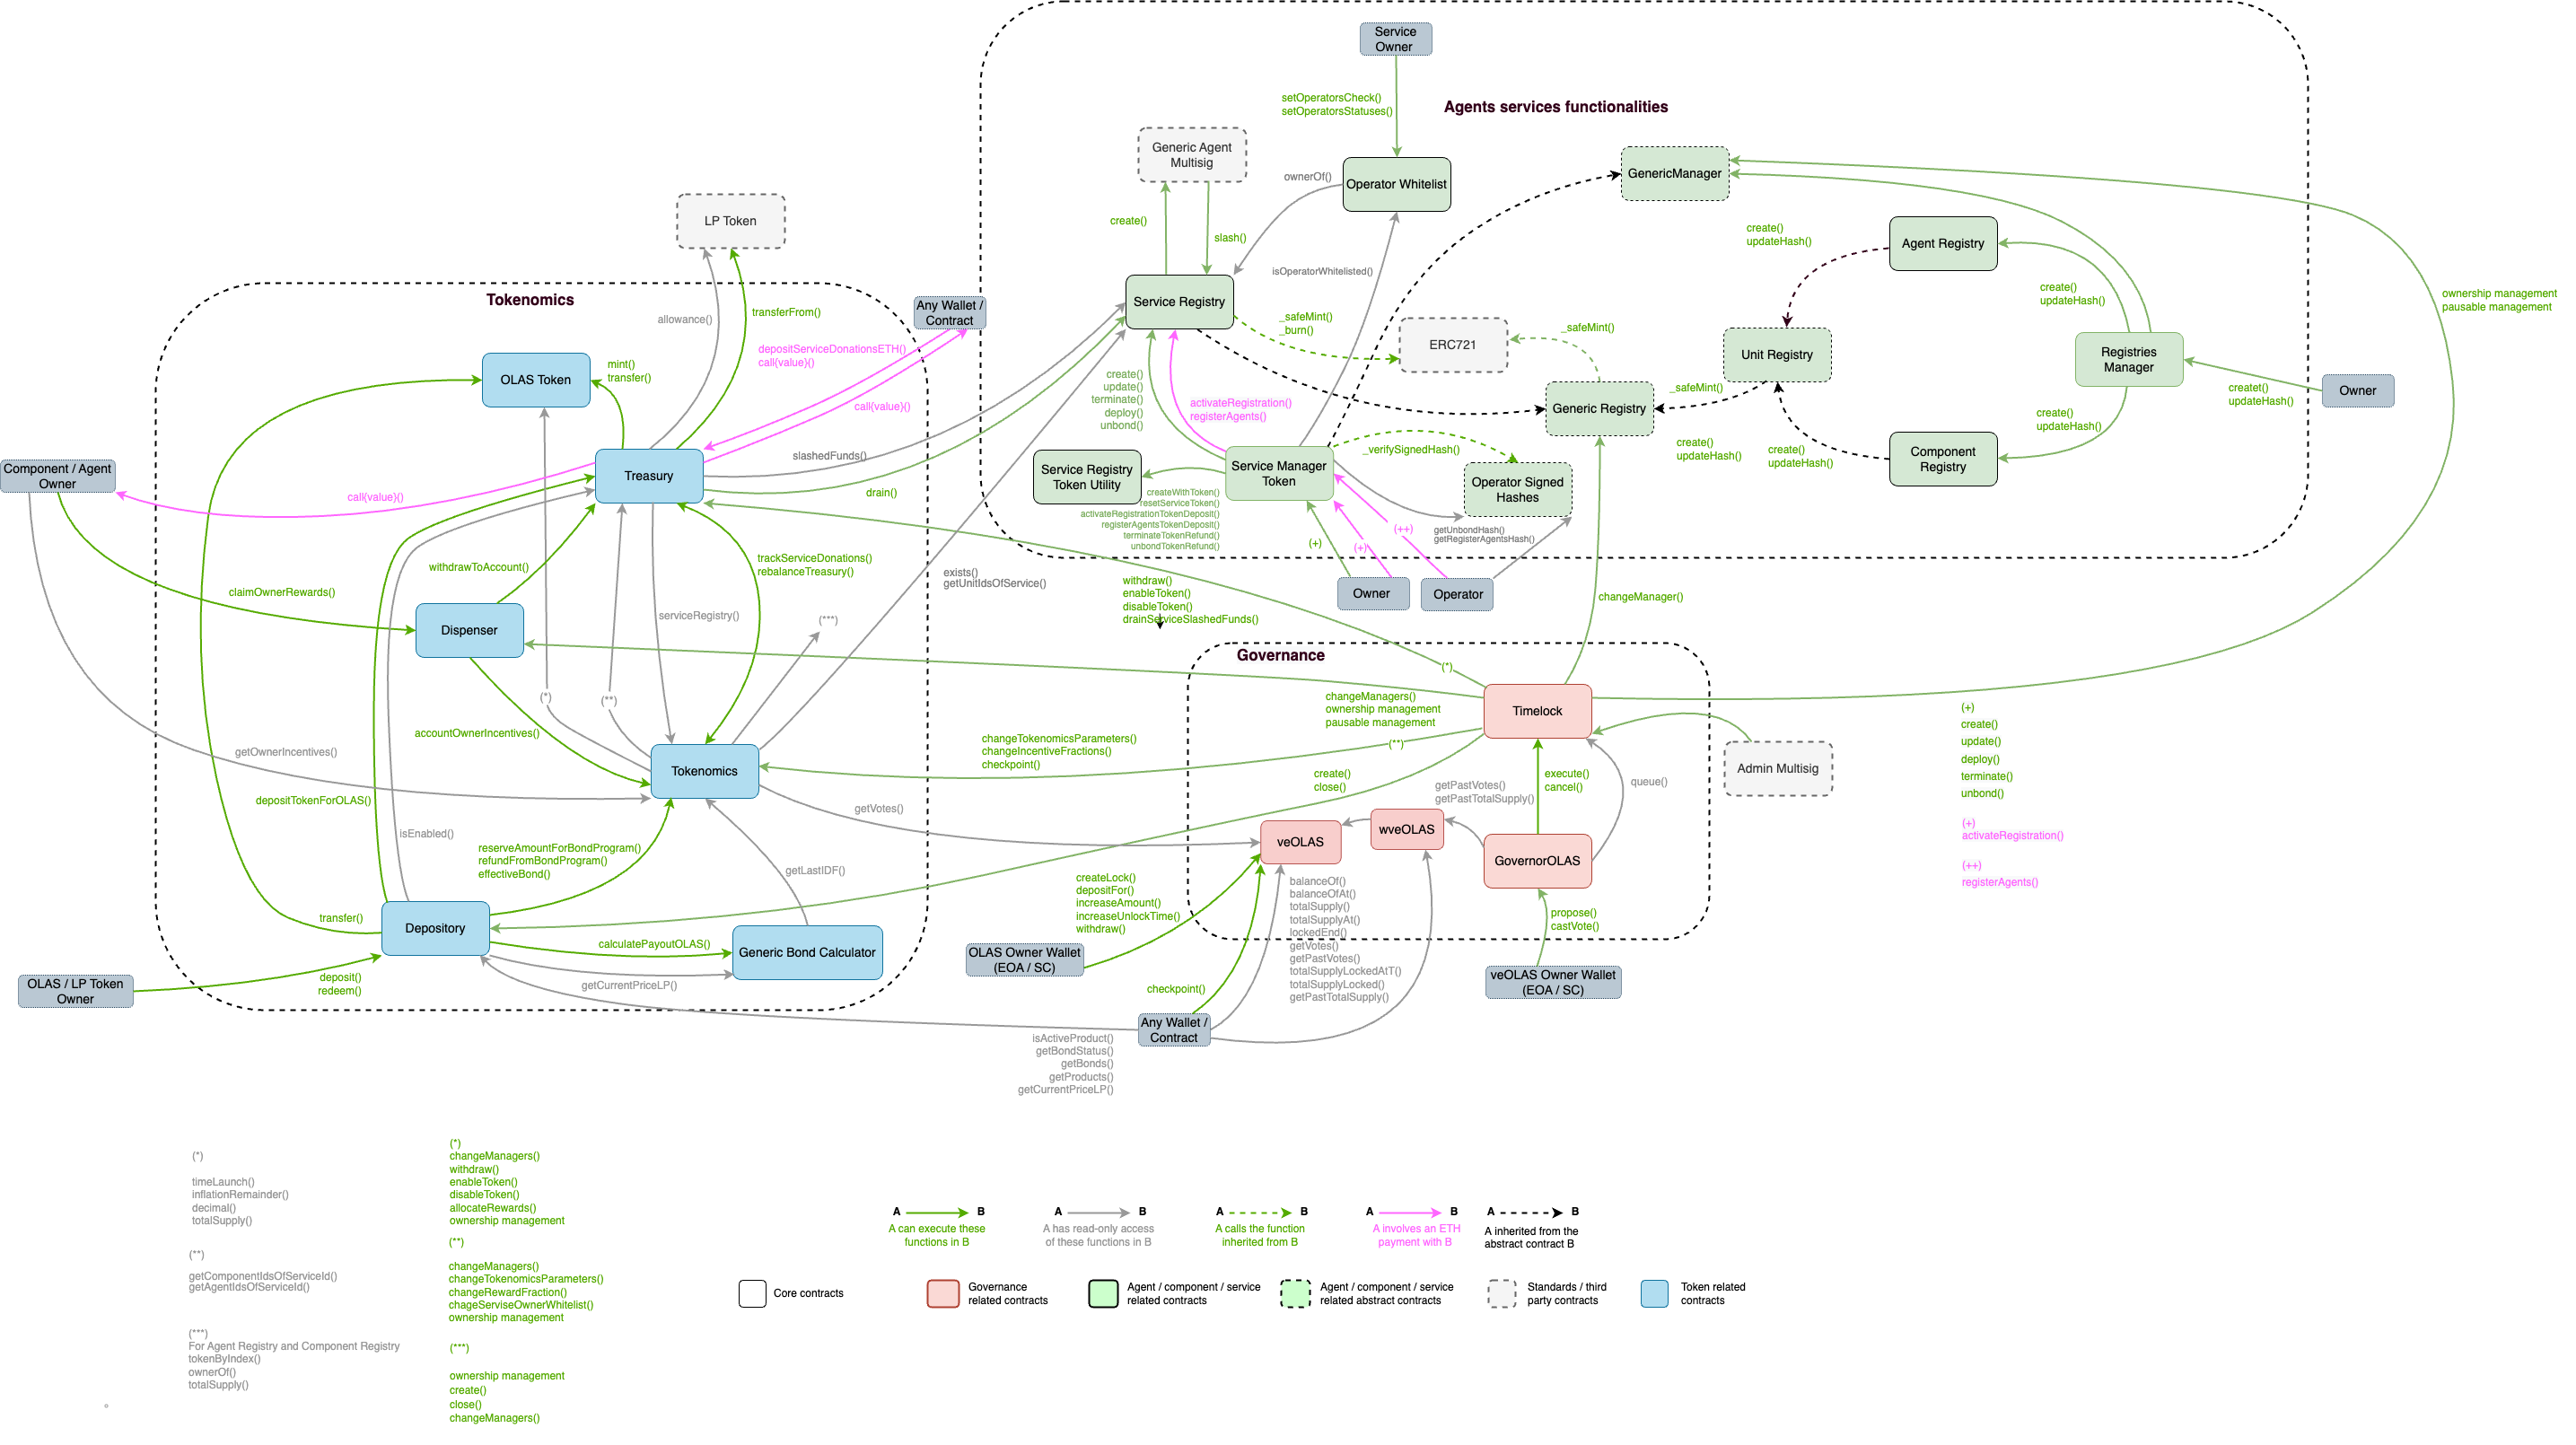 Service
Owner
setOperatorsCheck()
setOperatorsStatuses()
Agents services functionalities
Generic Agent
Multisig
Operator Whitelist
ownerOf()
GenericManager
create()
slash()
isOperatorWhitelisted()
create()
updateHash()
Agent Registry
LP Token
Tokenomics
Any Wallet /
Contract
Service Registry
_safeMint()
_burn()
ERC721
_safeMint()
Unit Registry
create()
updateHash()
Registries
Manager
ownership management
pausable management
allowance()
transferFrom()
depositServiceDonationsETH()
call{value}()
call{value}()
OLAS Token
mint()
transfer()
create()
update()
terminate()
deploy()
unbond()
activateRegistration()
registerAgents()
Generic Registry
_safeMint()
create()
updateHash()
createt()
updateHash()
Owner
Component / Agent
Owner
call{value}()
Treasury
slashedFunds()
drain()
Service Registry
Token Utility
Service Manager
Token
_verifySignedHash()
Operator Signed
Hashes
create()
updateHash()
create()
updateHash()
Component
Registry
createWithToken()
resetServiceToken()
activateRegistrationTokenDeposit()
registerAgentsTokenDeposit()
terminateTokenRefund()
unbondTokenRefund()
(++)
getUnbondHash()
getRegisterAgentsHash()
(+)
(+)
withdrawToAccount()
trackServiceDonations()
rebalanceTreasury()
exists()
getUnitIdsOfService()
withdraw()
enableToken()
disableToken()
drainServiceSlashedFunds()
Owner
Operator
changeManager()
claimOwnerRewards()
Dispenser
serviceRegistry()
(***)
Governance
(*)
(*)
(**)
Timelock
changeManagers()
ownership management
pausable management
(**)
accountOwnerIncentives()
getOwnerIncentives()
Tokenomics
changeTokenomicsParameters()
changeIncentiveFractions()
checkpoint()
Admin Multisig
(+)
create()
update()
deploy()
terminate()
unbond()
(+)
activateRegistration()
(++)
registerAgents()
depositTokenForOLAS()
isEnabled()
create()
close()
getPastVotes()
getPastTotalSupply()
execute()
cancel()
queue()
getVotes()
veOLAS
wveOLAS
GovernorOLAS
reserveAmountForBondProgram()
refundFromBondProgram()
effectiveBond()
getLastIDF()
createLock()
depositFor()
increaseAmount()
increaseUnlockTime()
withdraw()
balanceOf()
balanceOfAt()
totalSupply()
totalSupplyAt()
lockedEnd()
getVotes()
getPastVotes()
totalSupplyLockedAtT()
totalSupplyLocked()
getPastTotalSupply()
propose()
castVote()
transfer()
Depository
calculatePayoutOLAS()
Generic Bond Calculator
OLAS Owner Wallet
(EOA / SC)
veOLAS Owner Wallet
(EOA / SC)
OLAS / LP Token
Owner
deposit()
redeem()
getCurrentPriceLP()
checkpoint()
Any Wallet /
Contract
isActiveProduct()
getBondStatus()
getBonds()
getProducts()
getCurrentPriceLP()
(*)
timeLaunch()
inflationRemainder()
decimal()
totalSupply()
(**)
getComponentIdsOfServiceId()
getAgentIdsOfServiceId()
(***)
For Agent Registry and Component Registry
tokenByIndex()
ownerOf()
totalSupply()
(*)
changeManagers()
withdraw()
enableToken()
disableToken()
allocateRewards()
ownership management
(**)
changeManagers()
changeTokenomicsParameters()
changeRewardFraction()
chageServiseOwnerWhitelist()
ownership management
(***)
ownership management
create()
close()
changeManagers()
A B
A can execute these
functions in B
A B
A has read-only access
of these functions in B
A B
A calls the function
inherited from B
A B
A involves an ETH
payment with B
A B
A inherited from the
abstract contract B
Core contracts
Governance
related contracts
Agent / component / service
related contracts
Agent / component / service
related abstract contracts
Standards / third
party contracts
Token related
contracts